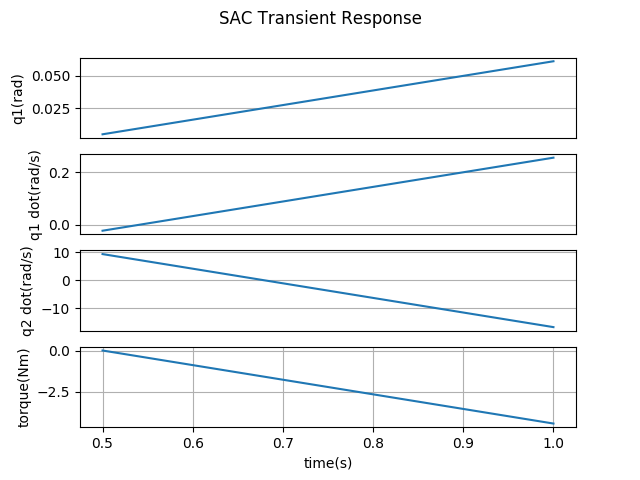 SAC Transient Response
q1(rad)
0.050
0.025
q1 dot(rad/s)
0.2
0.0
q2 dot(rad/s)
10
0
−10
torque(Nm)
0.0
−2.5
0.5 0.6 0.7 0.8 0.9 1.0
time(s)